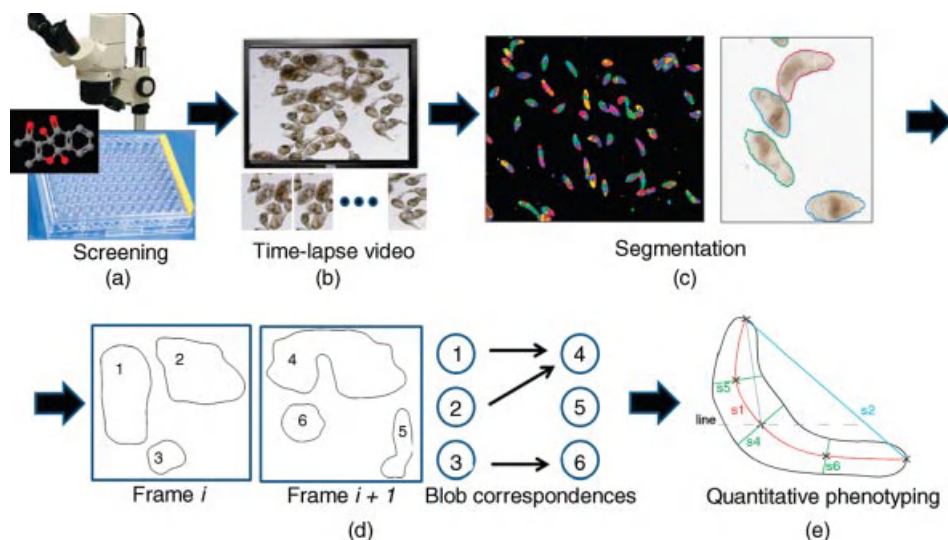 Screening
(a)
Time-lapse video
(b)
Segmentation
(c)
1
2
3
Frame i
4
6
5
Frame i + 1
1
2
3
4
5
6
Blob correspondences
(d)
s5
s1
s2
line
s4
s6
Quantitative phenotyping
(e)